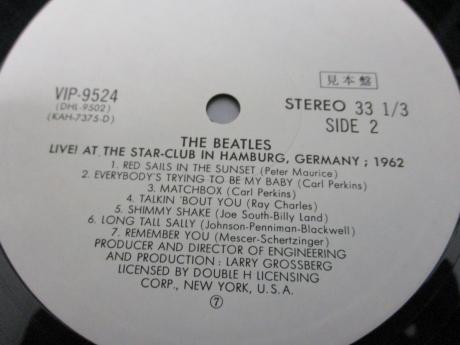 VIP-9524
(DHL-9502)
(KAH-7375-D)
見本盤
STEREO 33 1/3
SIDE 2
THE BEATLES
LIVE! AT THE STAR-CLUB IN HAMBURG, GERMANY ; 1962
1. RED SAILS IN THE SUNSET (Peter Maurice)
2. EVERYBODY'S TRYING TO BE MY BABY (Carl Perkins)
3. MATCHBOX (Carl Perkins)
4. TALKIN 'BOUT YOU (Ray Charles)
5. SHIMMY SHAKE (Joe South-Billy Land)
6. LONG TALL SALLY (Johnson-Penniman-Blackwell)
7. REMEMBER YOU (Mescer-Schertzinger)
PRODUCER AND DIRECTOR OF ENGINEERING
AND PRODUCTION : LARRY GROSSBERG
LICENSED BY DOUBLE H LICENSING
CORP., NEW YORK, U.S.A.
⑦